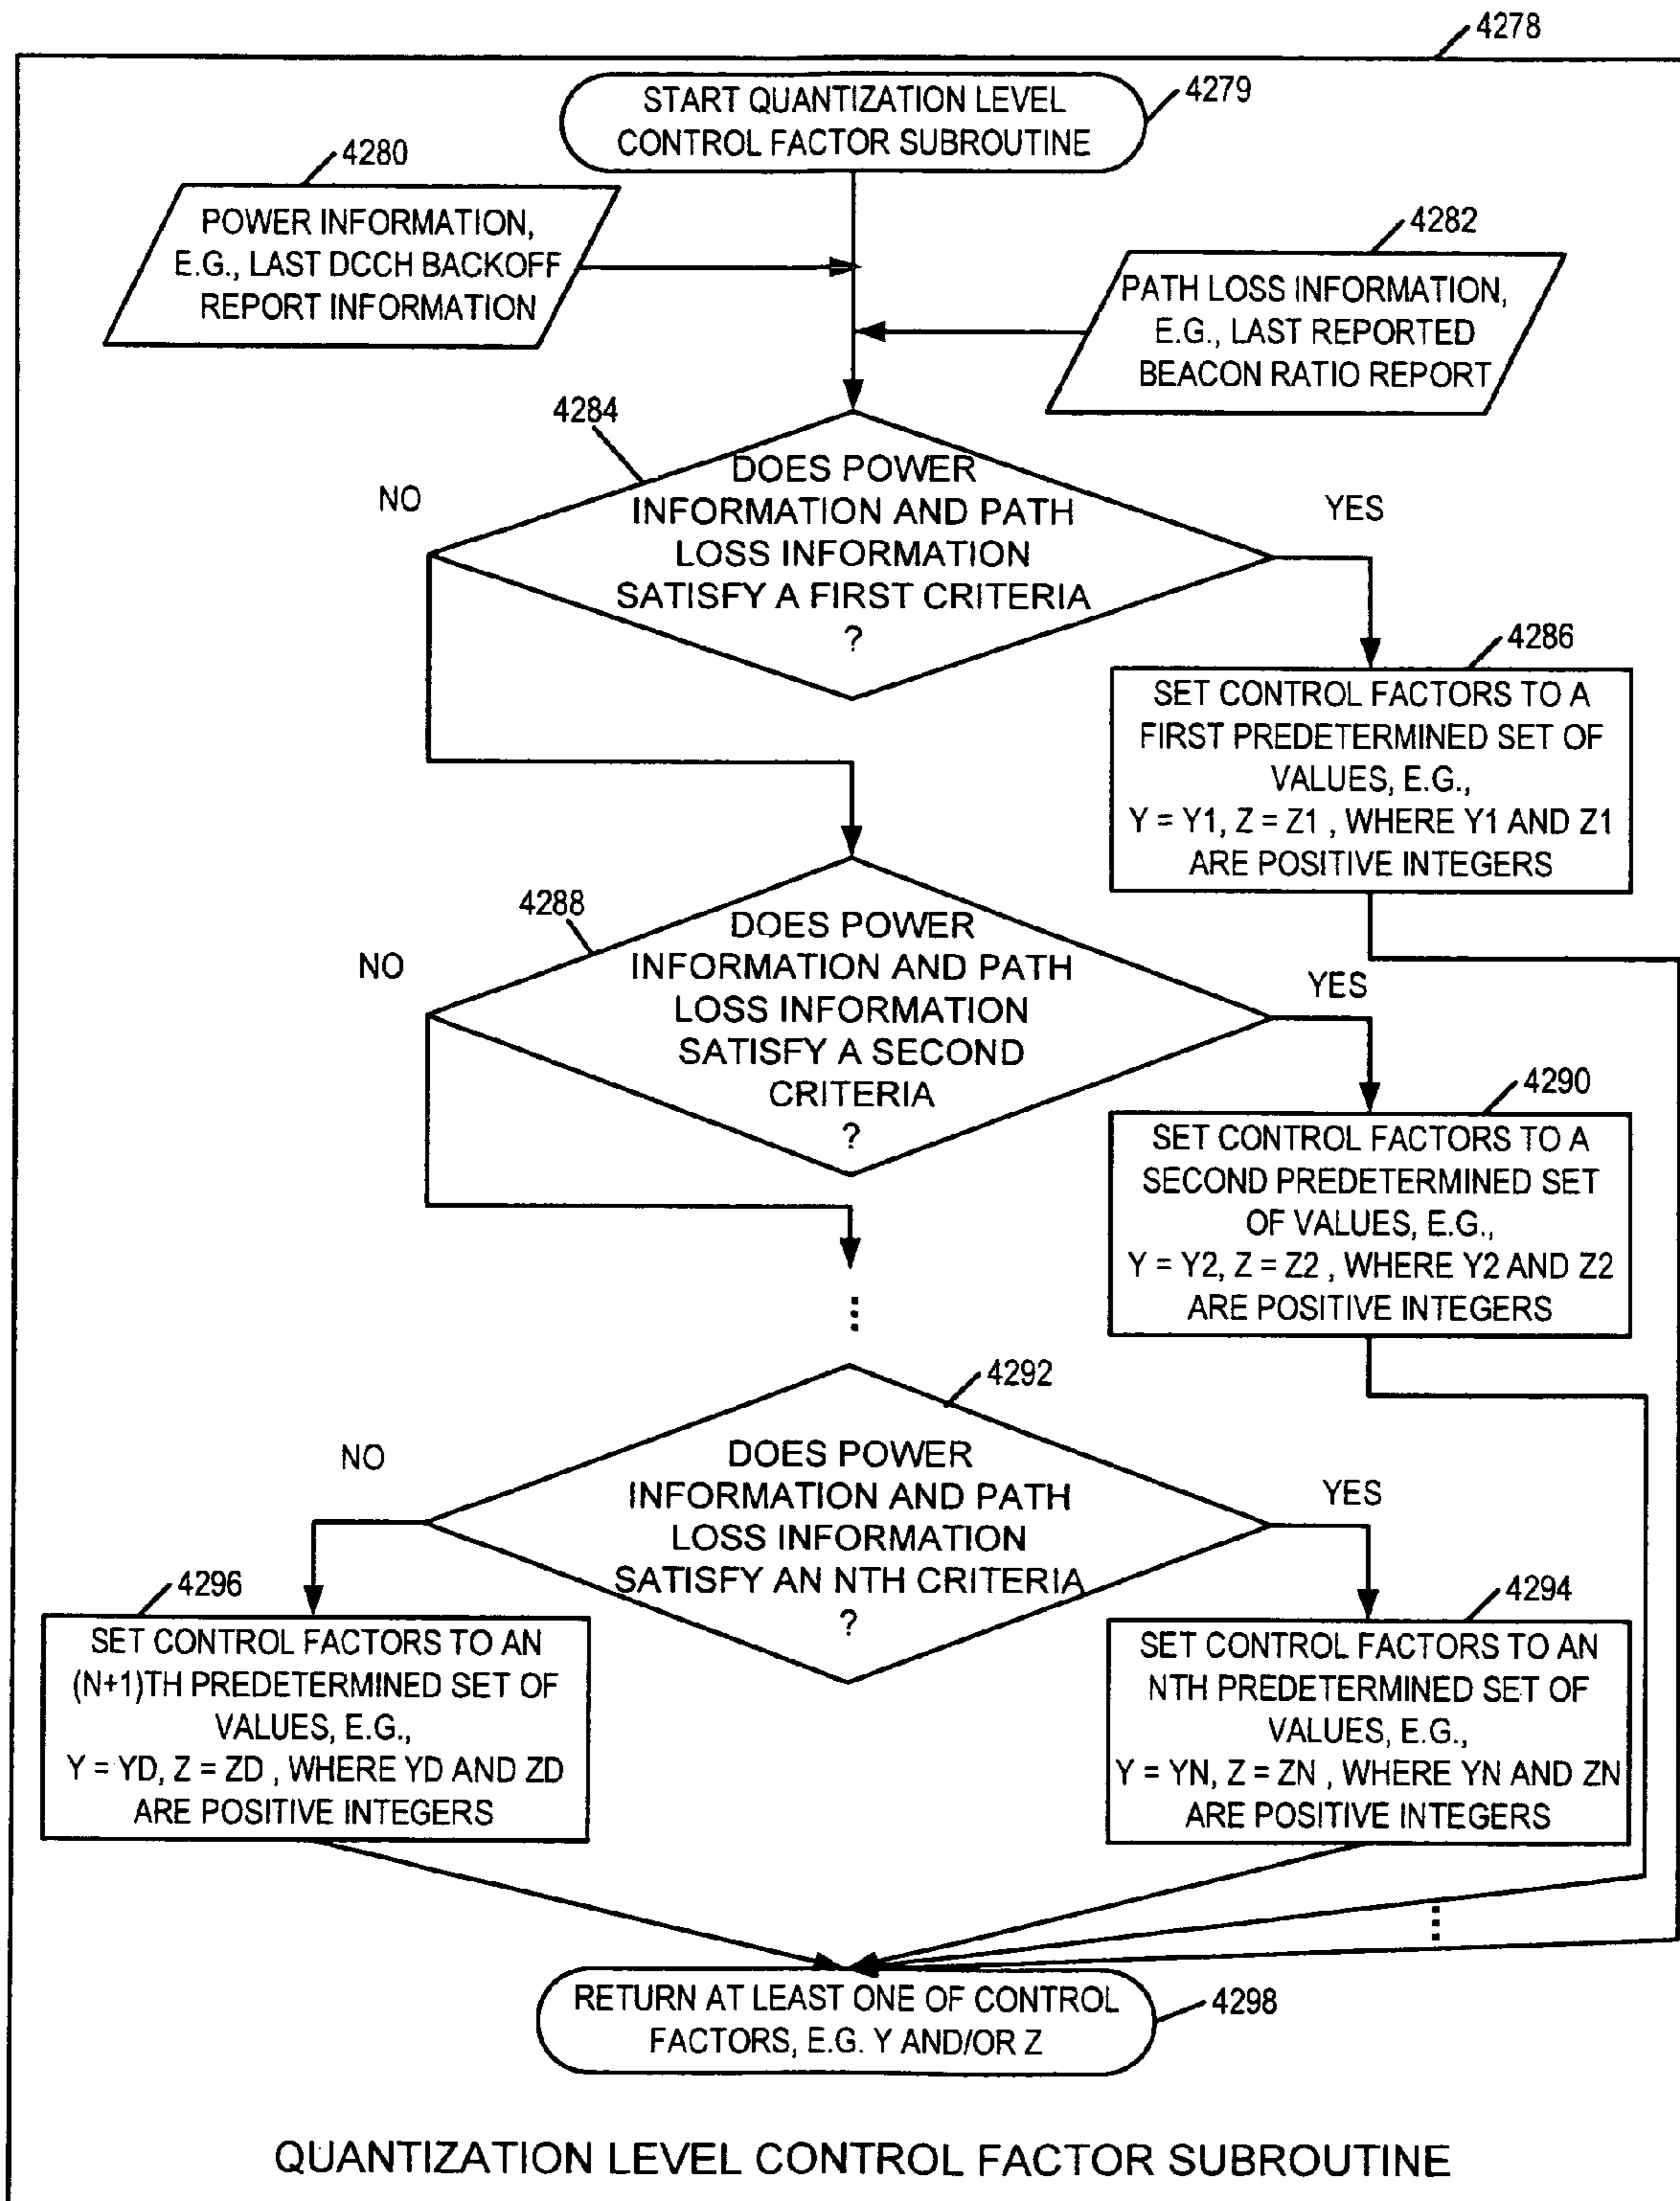 4278
START QUANTIZATION LEVEL
CONTROL FACTOR SUBROUTINE
4279
4280
POWER INFORMATION,
E.G., LAST DCCH BACKOFF
REPORT INFORMATION
4282
PATH LOSS INFORMATION,
E.G., LAST REPORTED
BEACON RATIO REPORT
4284
DOES POWER
INFORMATION AND PATH
LOSS INFORMATION
SATISFY A FIRST CRITERIA
?
NO
YES
4286
SET CONTROL FACTORS TO A
FIRST PREDETERMINED SET OF
VALUES, E.G.,
Y = Y1, Z = Z1 , WHERE Y1 AND Z1
ARE POSITIVE INTEGERS
4288
DOES POWER
INFORMATION AND PATH
LOSS INFORMATION
SATISFY A SECOND
CRITERIA
?
NO
YES
4290
SET CONTROL FACTORS TO A
SECOND PREDETERMINED SET
OF VALUES, E.G.,
Y = Y2, Z = Z2 , WHERE Y2 AND Z2
ARE POSITIVE INTEGERS
4292
DOES POWER
INFORMATION AND PATH
LOSS INFORMATION
SATISFY AN NTH CRITERIA
?
NO
YES
4296
SET CONTROL FACTORS TO AN
(N+1)TH PREDETERMINED SET OF
VALUES, E.G.,
Y = YD, Z = ZD , WHERE YD AND ZD
ARE POSITIVE INTEGERS
4294
SET CONTROL FACTORS TO AN
NTH PREDETERMINED SET OF
VALUES, E.G.,
Y = YN, Z = ZN , WHERE YN AND ZN
ARE POSITIVE INTEGERS
RETURN AT LEAST ONE OF CONTROL
FACTORS, E.G. Y AND/OR Z
4298
QUANTIZATION LEVEL CONTROL FACTOR SUBROUTINE